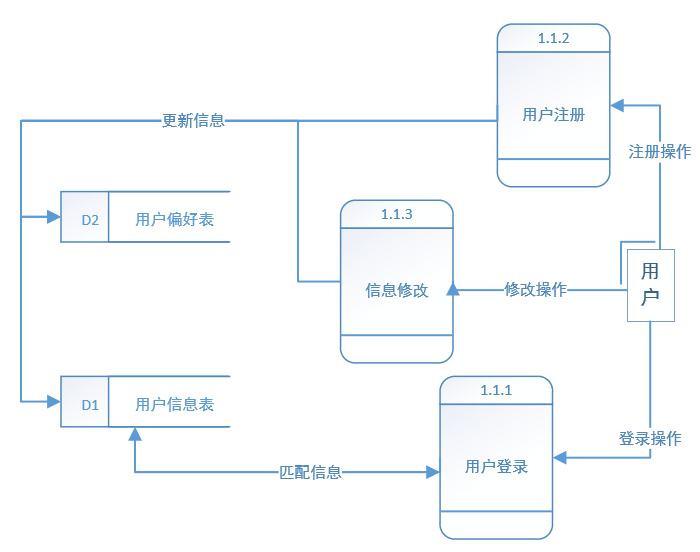 1.1.2
用户注册
更新信息
注册操作
D2
用户偏好表
1.1.3
信息修改
修改操作
用
户
D1
用户信息表
1.1.1
用户登录
登录操作
匹配信息